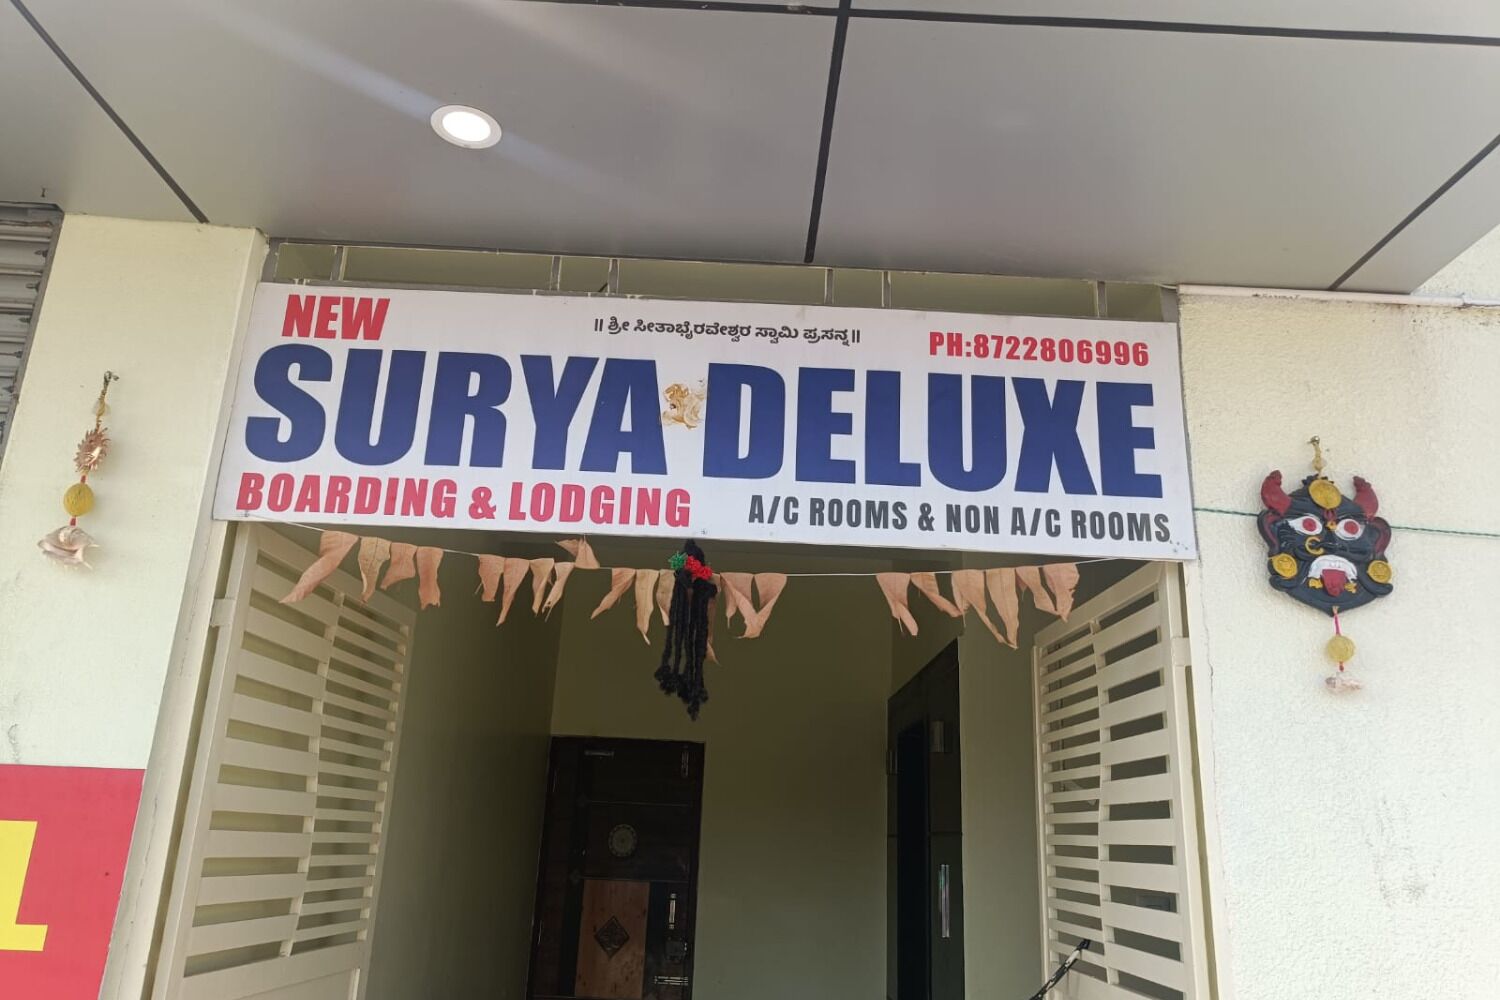 NEW
|| ಶ್ರೀ ಸೀತಾಭೈರವೇಶ್ವರ ಸ್ವಾಮಿ ಪ್ರಸನ್ನ ||
PH:8722806996
SURYA DELUXE
BOARDING & LODGING
A/C ROOMS & NON A/C ROOMS